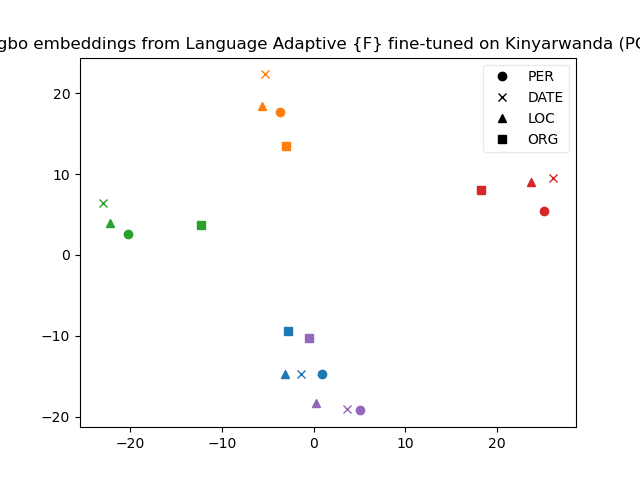 gbo embeddings from Language Adaptive {F} fine-tuned on Kinyarwanda (PC
PER
DATE
LOC
ORG
20
10
0
−10
−20
−20
−10
0
10
20